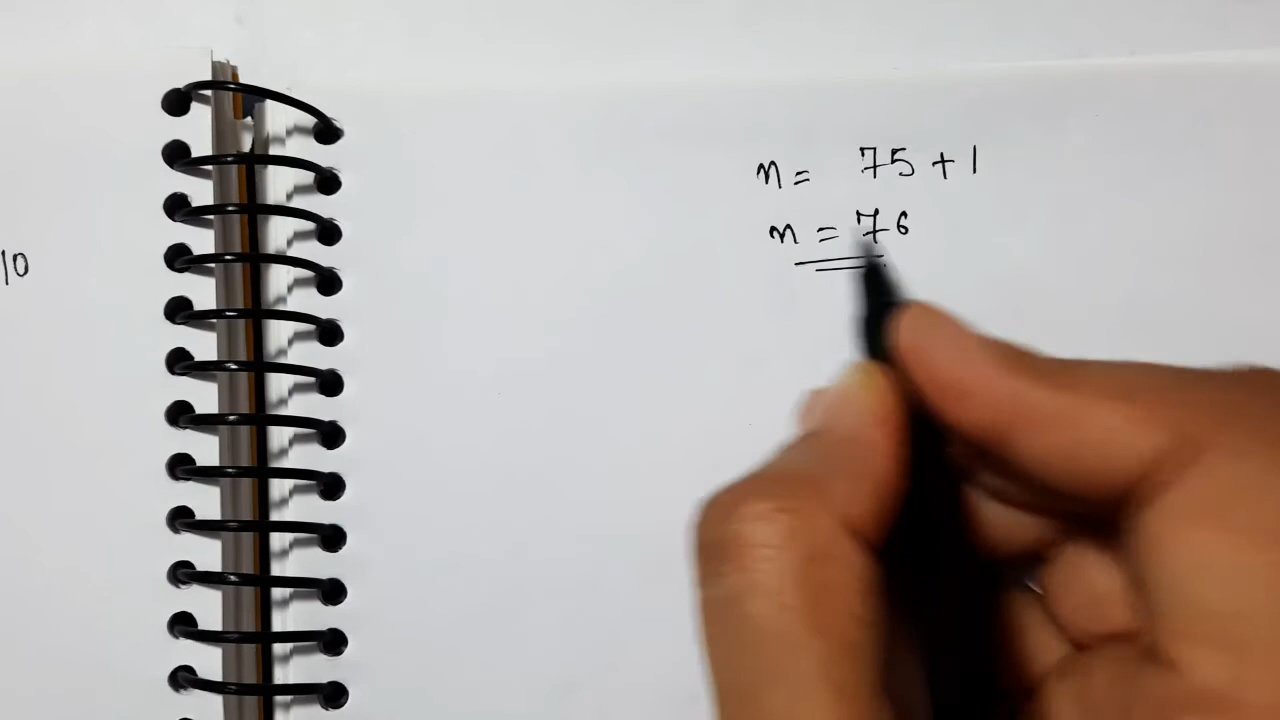 10
n = 75 + 1
n = 76